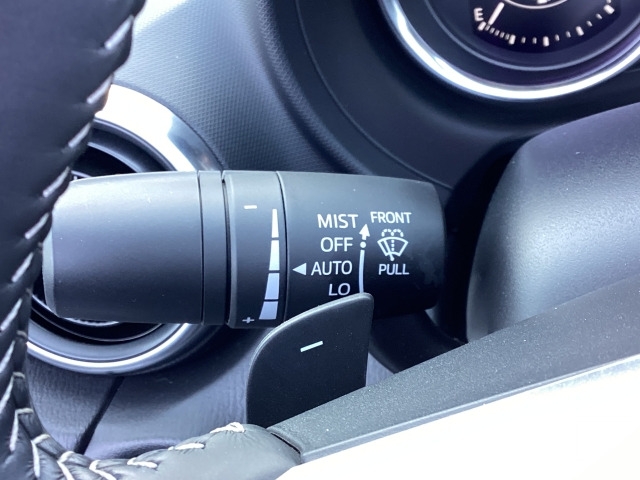 E
−
MIST FRONT
OFF
AUTO PULL
LO
+
−